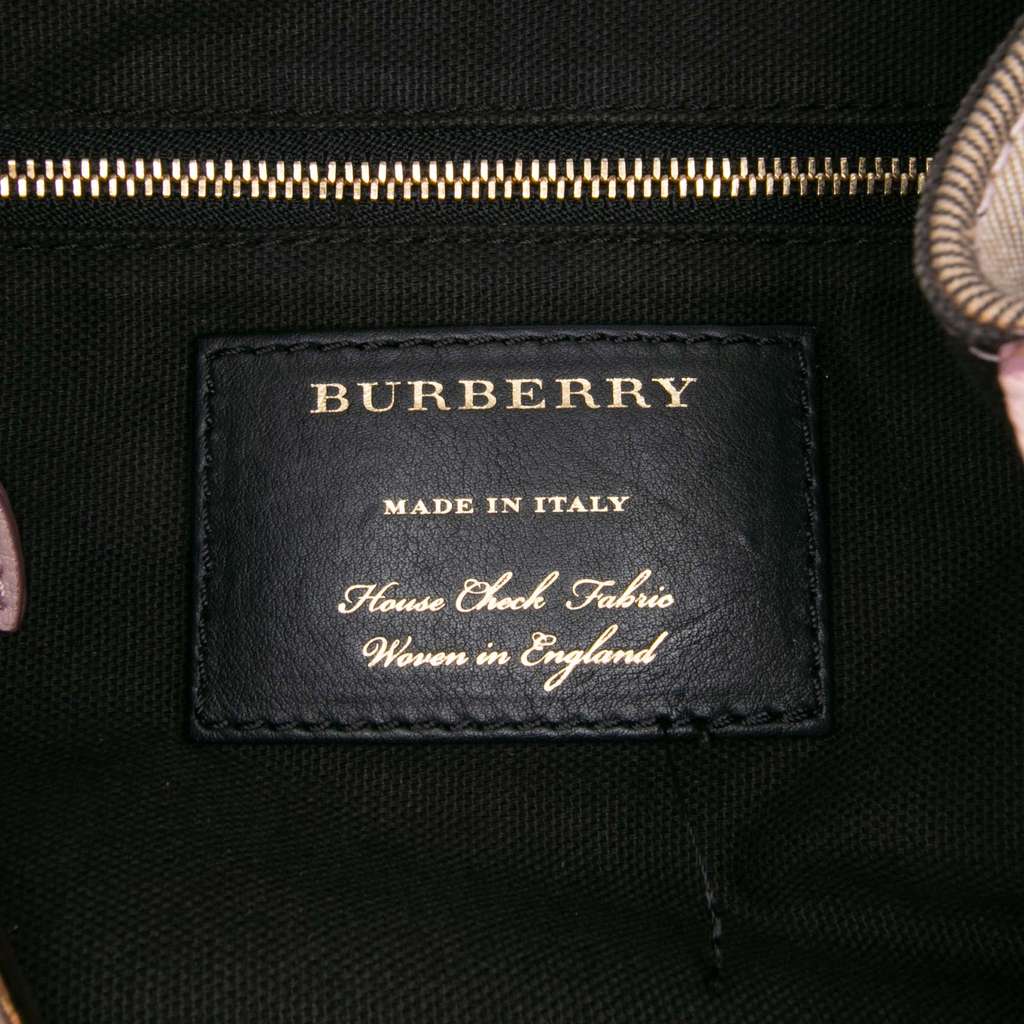 BURBERRY
MADE IN ITALY
House Check Fabric
Woven in England